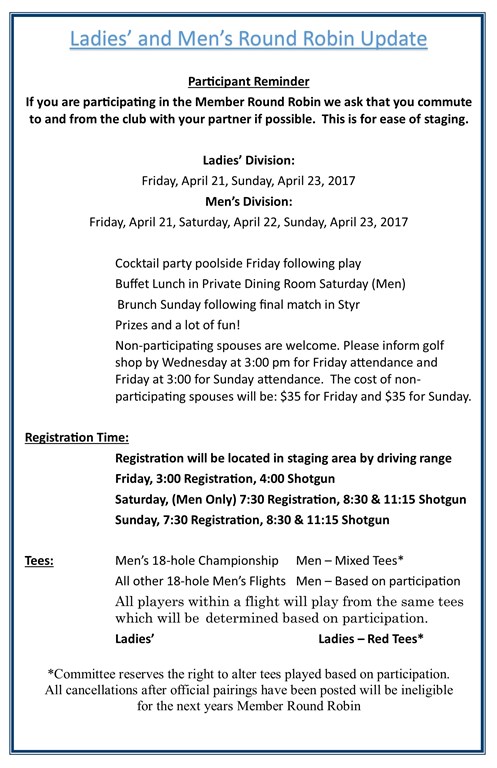 Ladies' and Men's Round Robin Update
Participant Reminder
If you are participating in the Member Round Robin we ask that you commute
to and from the club with your partner if possible.  This is for ease of staging.
Ladies' Division:
Friday, April 21, Sunday, April 23, 2017
Men's Division:
Friday, April 21, Saturday, April 22, Sunday, April 23, 2017
Cocktail party poolside Friday following play
Buffet Lunch in Private Dining Room Saturday (Men)
Brunch Sunday following final match in Styr
Prizes and a lot of fun!
Non-participating spouses are welcome. Please inform golf
shop by Wednesday at 3:00 pm for Friday attendance and
Friday at 3:00 for Sunday attendance.  The cost of non-
participating spouses will be: $35 for Friday and $35 for Sunday.
Registration Time:
Registration will be located in staging area by driving range
Friday, 3:00 Registration, 4:00 Shotgun
Saturday, (Men Only) 7:30 Registration, 8:30 & 11:15 Shotgun
Sunday, 7:30 Registration, 8:30 & 11:15 Shotgun
Tees: Men's 18-hole Championship Men – Mixed Tees*
All other 18-hole Men's Flights Men – Based on participation
All players within a flight will play from the same tees
which will be determined based on participation.
Ladies' Ladies – Red Tees*
*Committee reserves the right to alter tees played based on participation.
All cancellations after official pairings have been posted will be ineligible
for the next years Member Round Robin